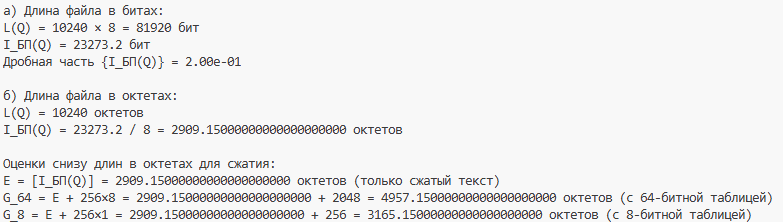 а) Длина файла в битах:
L(Q) = 10240 × 8 = 81920 бит
I_БП(Q) = 23273.2 бит
Дробная часть {I_БП(Q)} = 2.00e-01
б) Длина файла в октетах:
L(Q) = 10240 октетов
I_БП(Q) = 23273.2 / 8 = 2909.15000000000000000000 октетов
Оценки снизу длин в октетах для сжатия:
E = [I_БП(Q)] = 2909.15000000000000000000 октетов (только сжатый текст)
G_64 = E + 256×8 = 2909.15000000000000000000 + 2048 = 4957.15000000000000000000 октетов (с 64-битной таблицей)
G_8 = E + 256×1 = 2909.15000000000000000000 + 256 = 3165.15000000000000000000 октетов (с 8-битной таблицей)